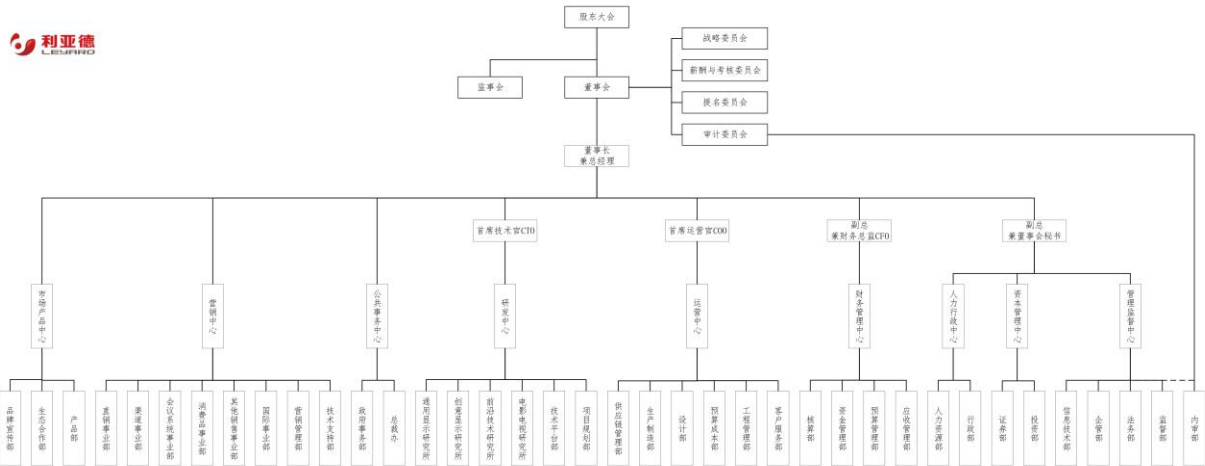 股东大会
利亚德
LEYARD
战略委员会
薪酬与考核委员会
监事会
董事会
提名委员会
审计委员会
董事长
兼总经理
首席技术官CTO
首席运营官COO
副总
兼财务总监CFO
副总
兼董事会秘书
市场产品中心
营销中心
公共事务中心
研发中心
运营中心
财务管理中心
人力行政中心
资本管理中心
管理监督中心
品牌宣传部
生态合作部
产品部
直销事业部
渠道事业部
会议系统事业部
消费品事业部
其他销售事业部
国际事业部
营销管理部
技术支持部
政府事务部
总裁办
通用显示研究所
创意显示研究所
前沿技术研究所
电影电视研究所
技术平台部
项目规划部
供应链管理部
生产制造部
设计部
预算成本部
工程管理部
客户服务部
核算部
资金管理部
预算管理部
应收管理部
人力资源部
行政部
证券部
投资部
信息技术部
企管部
法务部
监督部
内审部